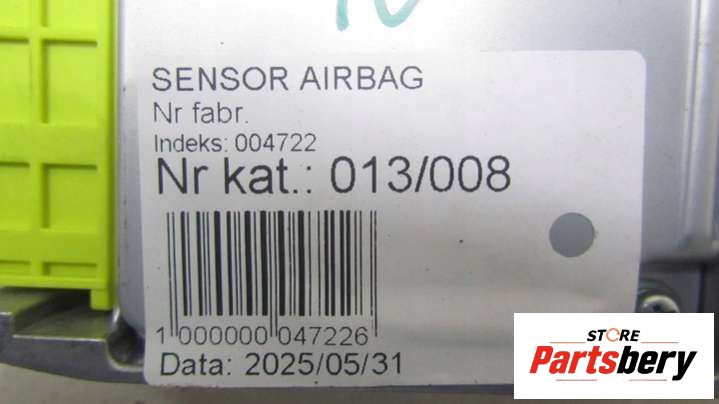 10
SENSOR AIRBAG
Nr fabr.
Indeks: 004722
Nr kat.: 013/008
1 000000 047226
Data: 2025/05/31
STORE
Partsbery